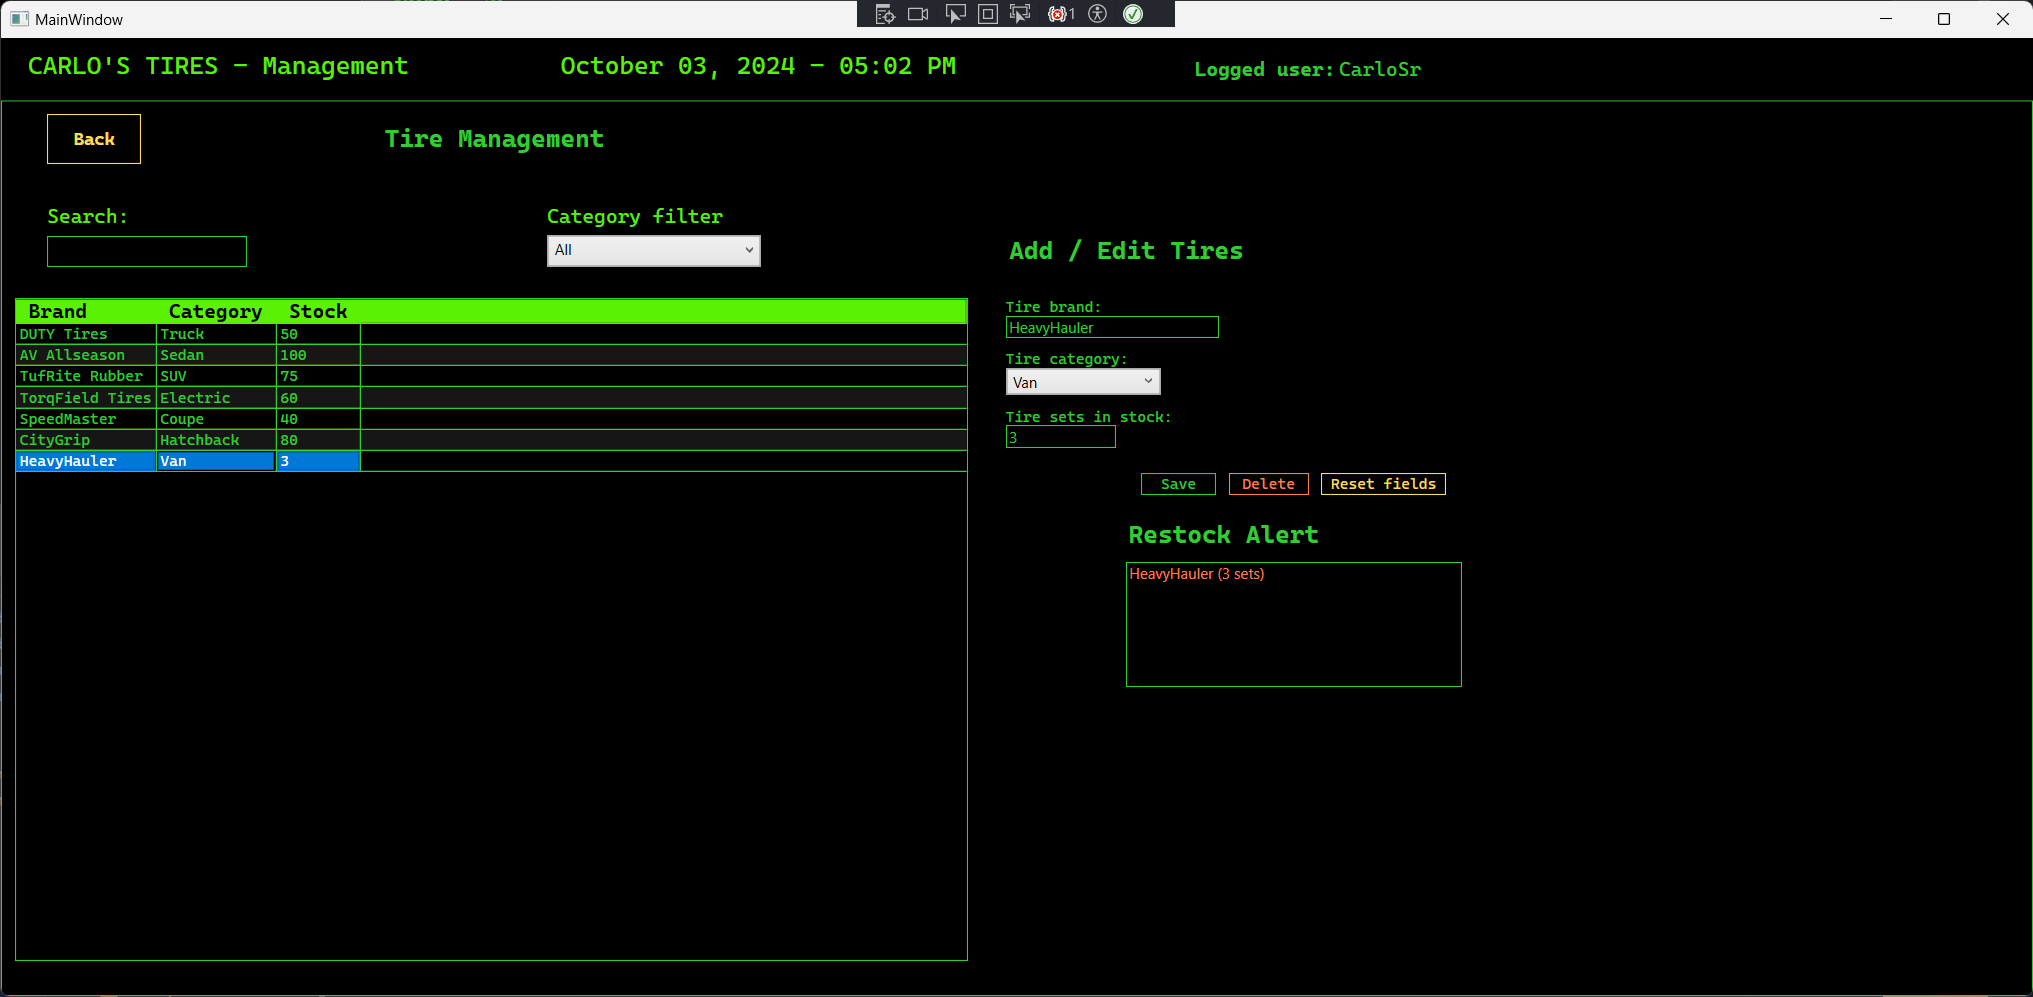 MainWindow
1
CARLO'S TIRES - Management
October 03, 2024 - 05:02 PM
Logged user: CarloSr
Back
Tire Management
Search:
Category filter
All
Brand Category Stock
DUTY Tires Truck 50
AV Allseason Sedan 100
TufRite Rubber SUV 75
TorqField Tires Electric 60
SpeedMaster Coupe 40
CityGrip Hatchback 80
HeavyHauler Van 3
Add / Edit Tires
Tire brand:
HeavyHauler
Tire category:
Van
Tire sets in stock:
3
Save Delete Reset fields
Restock Alert
HeavyHauler (3 sets)